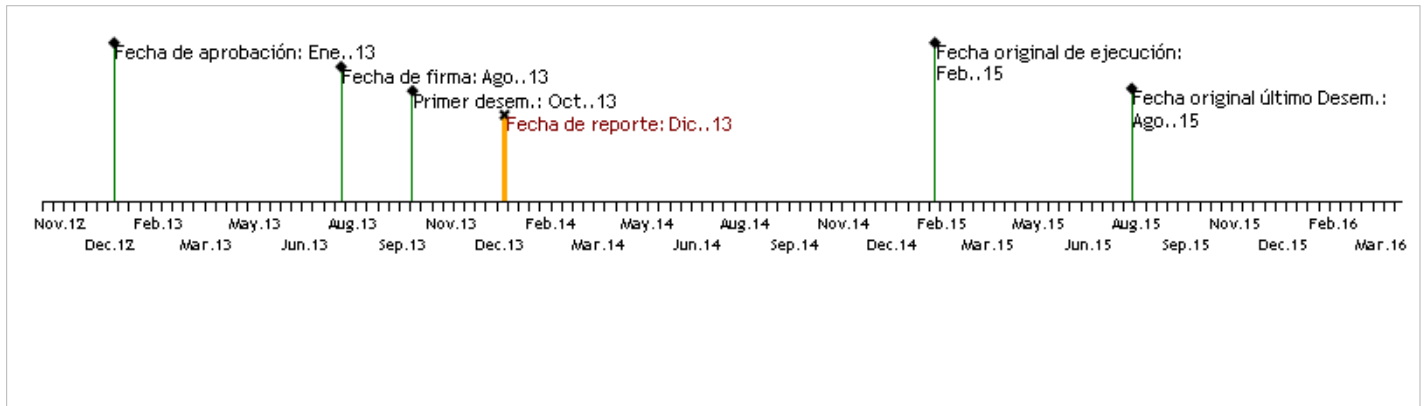 Fecha de aprobación: Ene..13
Fecha de firma: Ago..13
Primer desem.: Oct..13
Fecha de reporte: Dic..13
Fecha original de ejecución:
Feb..15
Fecha original último Desem.:
Ago..15
Nov.12 Feb.13 May.13 Aug.13 Nov.13 Feb.14 May.14 Aug.14 Nov.14 Feb.15 May.15 Aug.15 Nov.15 Feb.16
Dec.12 Mar.13 Jun.13 Sep.13 Dec.13 Mar.14 Jun.14 Sep.14 Dec.14 Mar.15 Jun.15 Sep.15 Dec.15 Mar.16